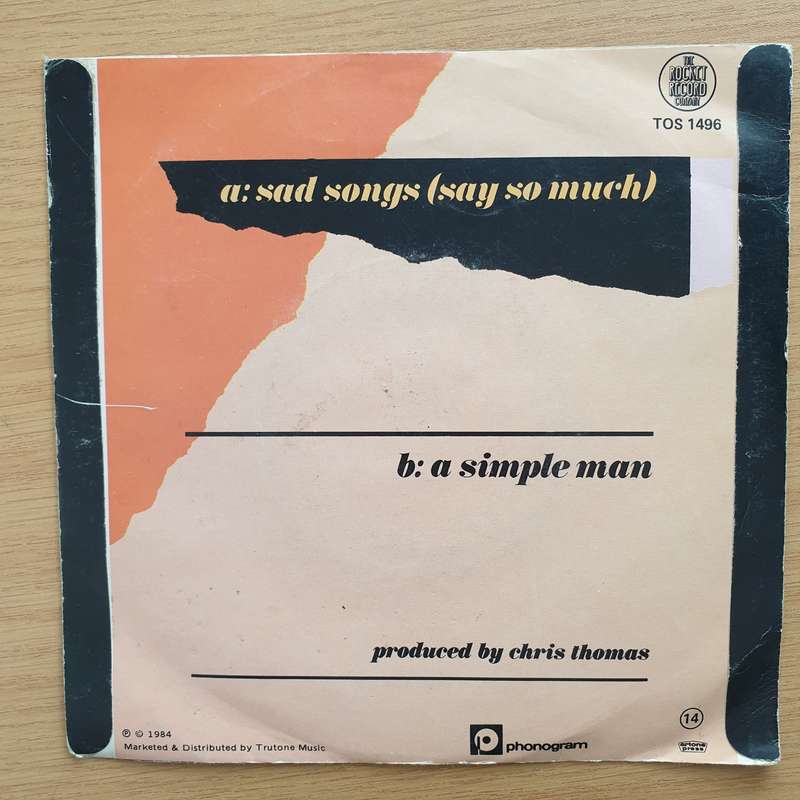 THE
ROCKET
RECORD
COMPANY
TOS 1496
a: sad songs (say so much)
b: a simple man
produced by chris thomas
℗ © 1984
Marketed & Distributed by Trutone Music
p phonogram
14
artone
press